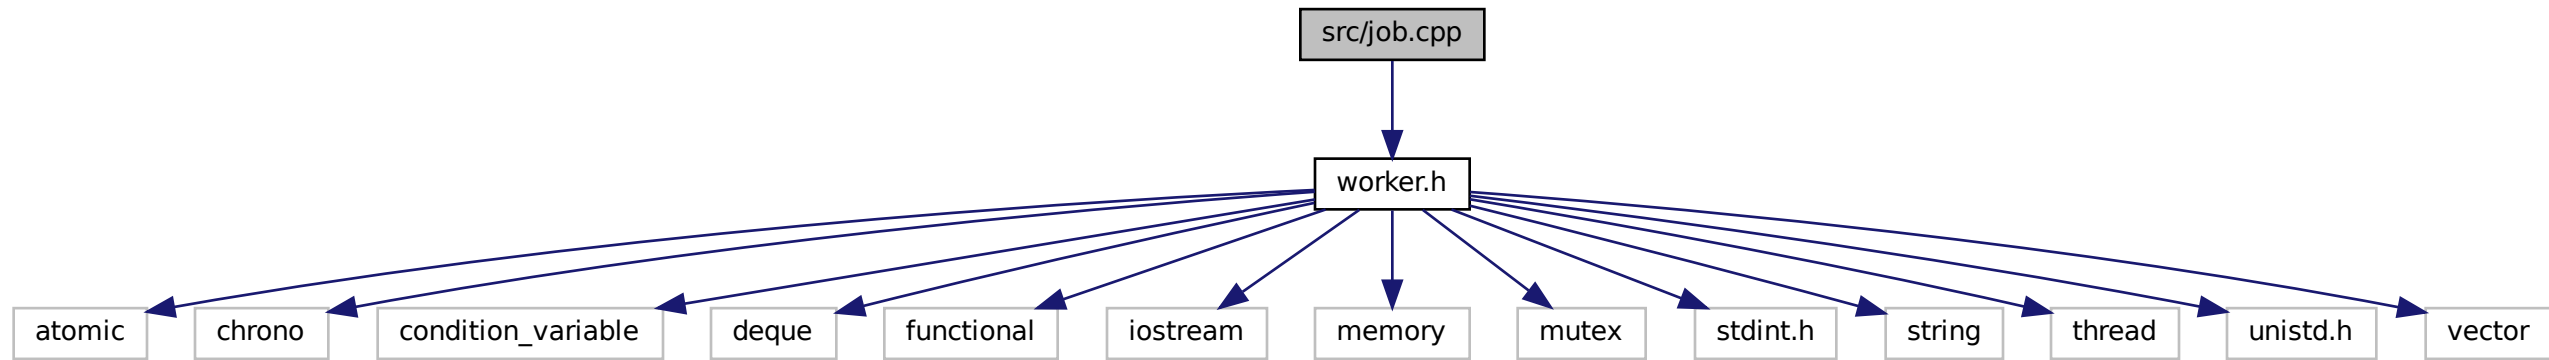 src/job.cpp
worker.h
atomic
chrono
condition_variable
deque
functional
iostream
memory
mutex
stdint.h
string
thread
unistd.h
vector